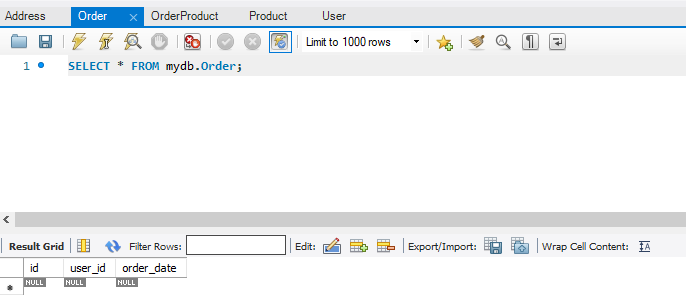 Address Order × OrderProduct Product User
Limit to 1000 rows
1 SELECT * FROM mydb.Order;
Result Grid Filter Rows: Edit: Export/Import: Wrap Cell Content: IA
id user_id order_date
* NULL NULL NULL